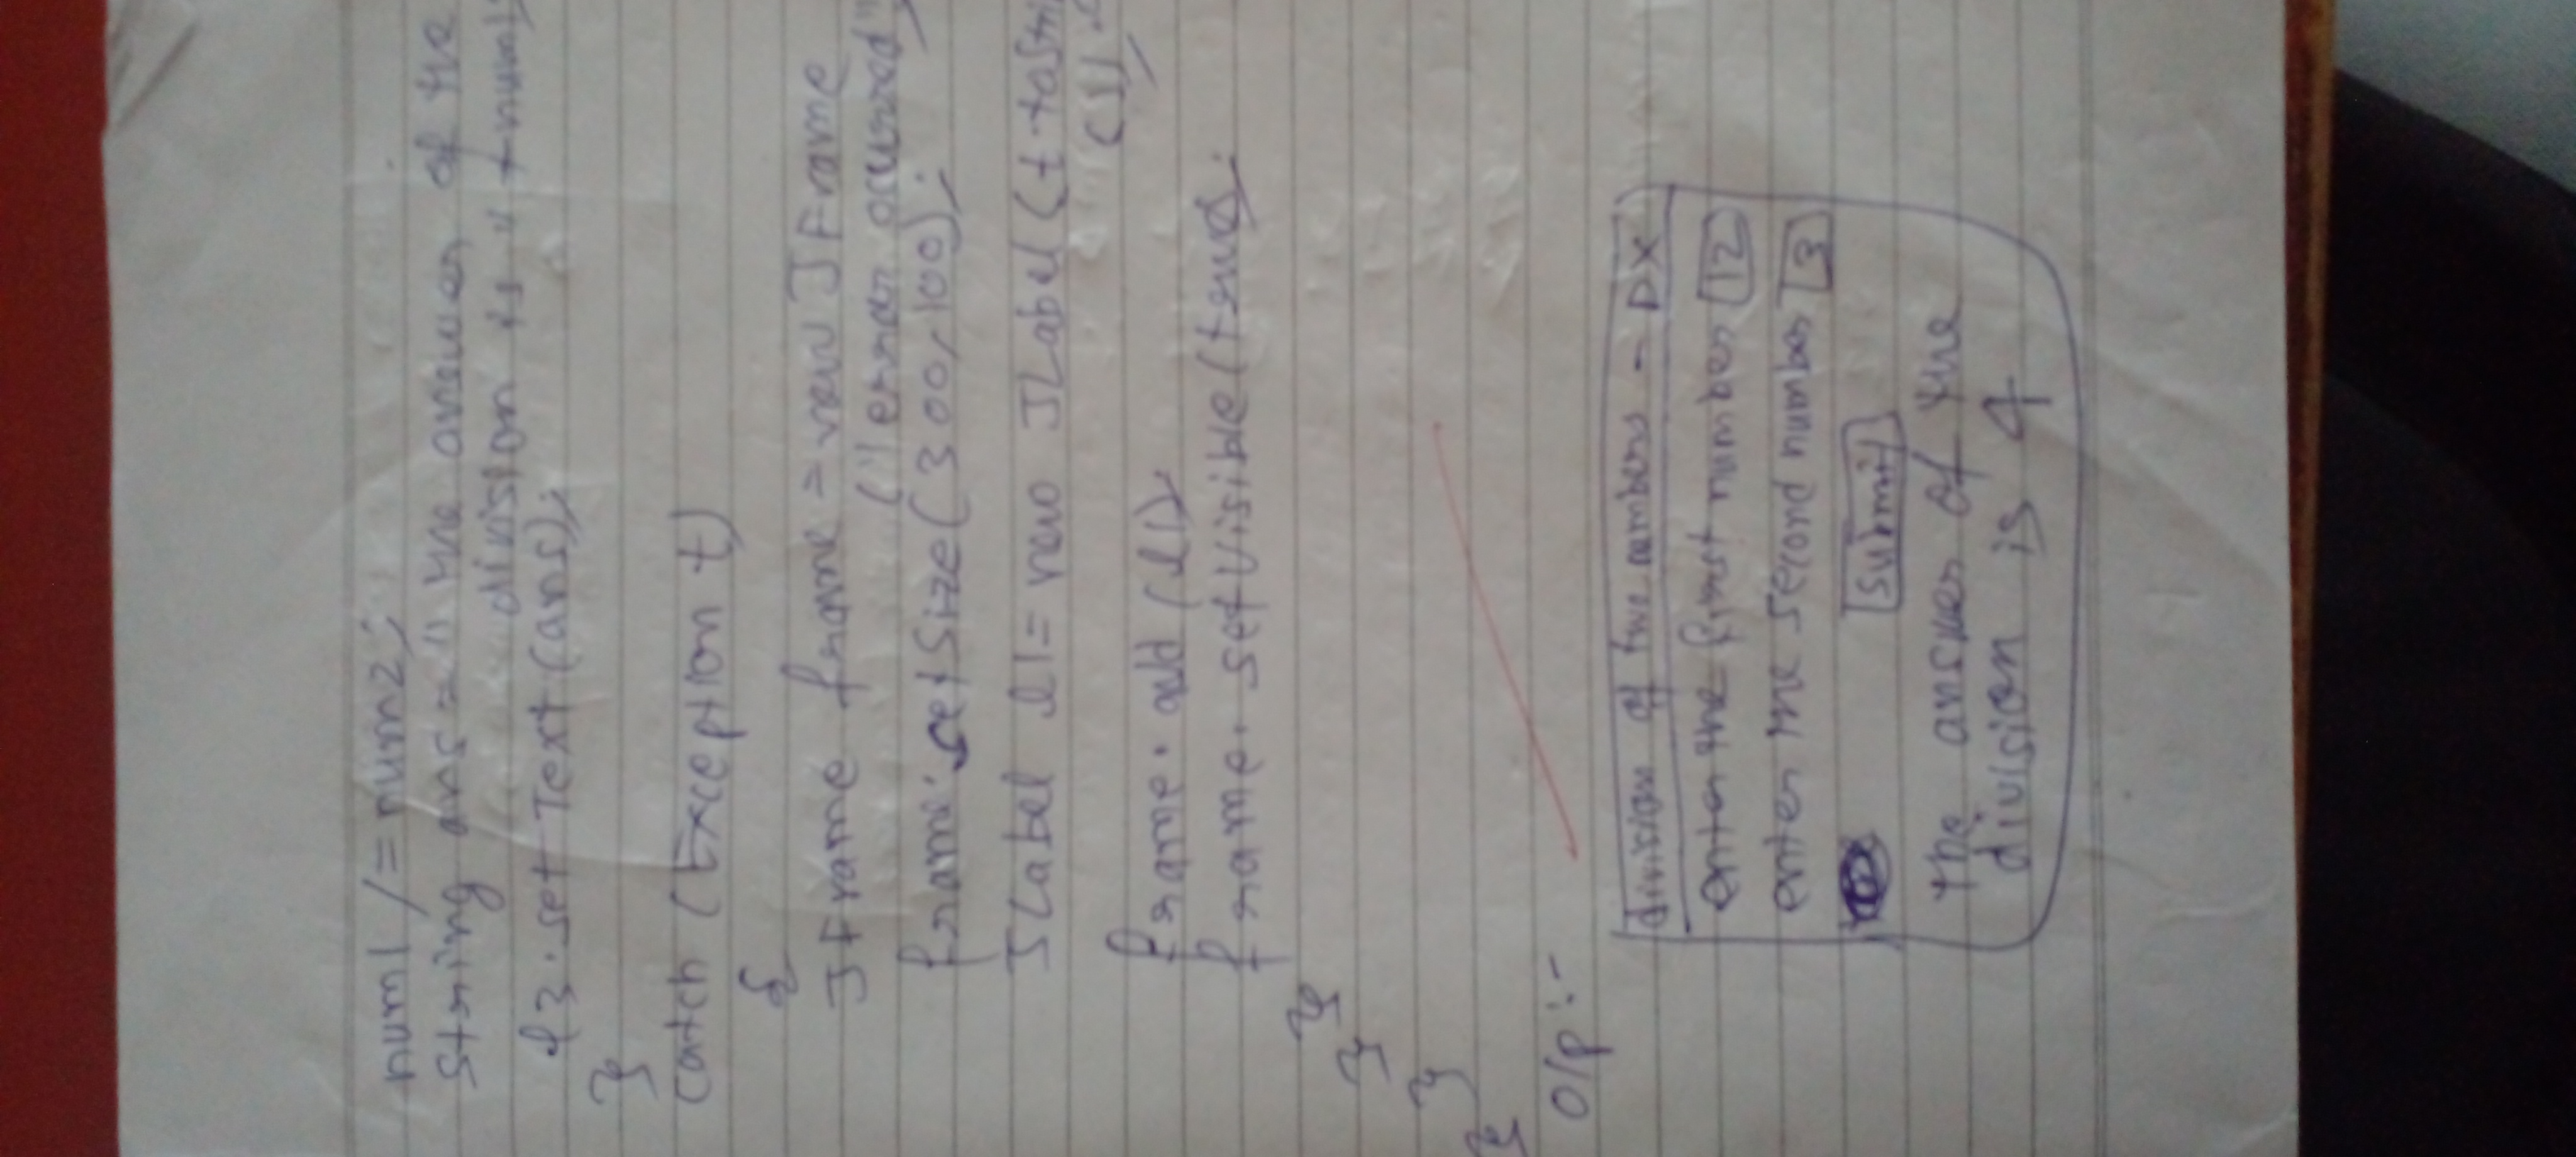 num1 /= num2;
String ans = "the answer of the
division is " + num1;
l3.setText(ans);
}
catch (Exception t)
{
JFrame frame = new JFrame
("error occurred")
frame.setSize(300,100);
JLabel l1 = new JLabel(t.toStri
());
frame.add(l1);
frame.setVisible(true);
}
}
}
}
O/p :-
division of two numbers - DX
enter the first number 12
enter the second number 3
submit
the answer of the
division is 4